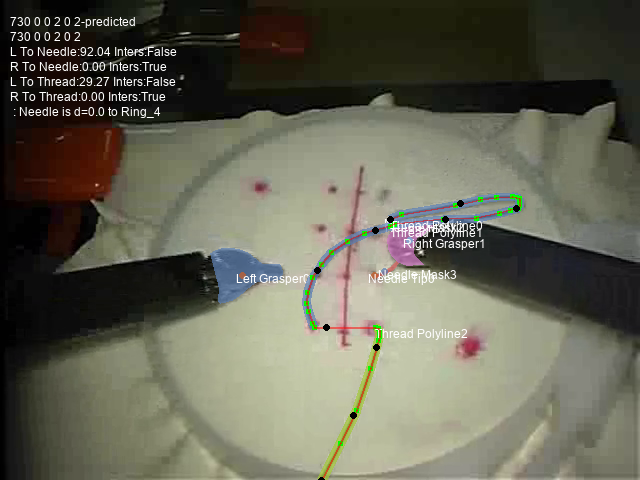 730 0 0 2 0 2-predicted
730 0 0 2 0 2
L To Needle:92.04 Inters:False
R To Needle:0.00 Inters:True
L To Thread:29.27 Inters:False
R To Thread:0.00 Inters:True
: Needle is d=0.0 to Ring_4
Thread Polyline0
Thread Polyline1
Right Grasper1
Left Grasper0
Needle Mask3
Needle Tip0
Thread Polyline2